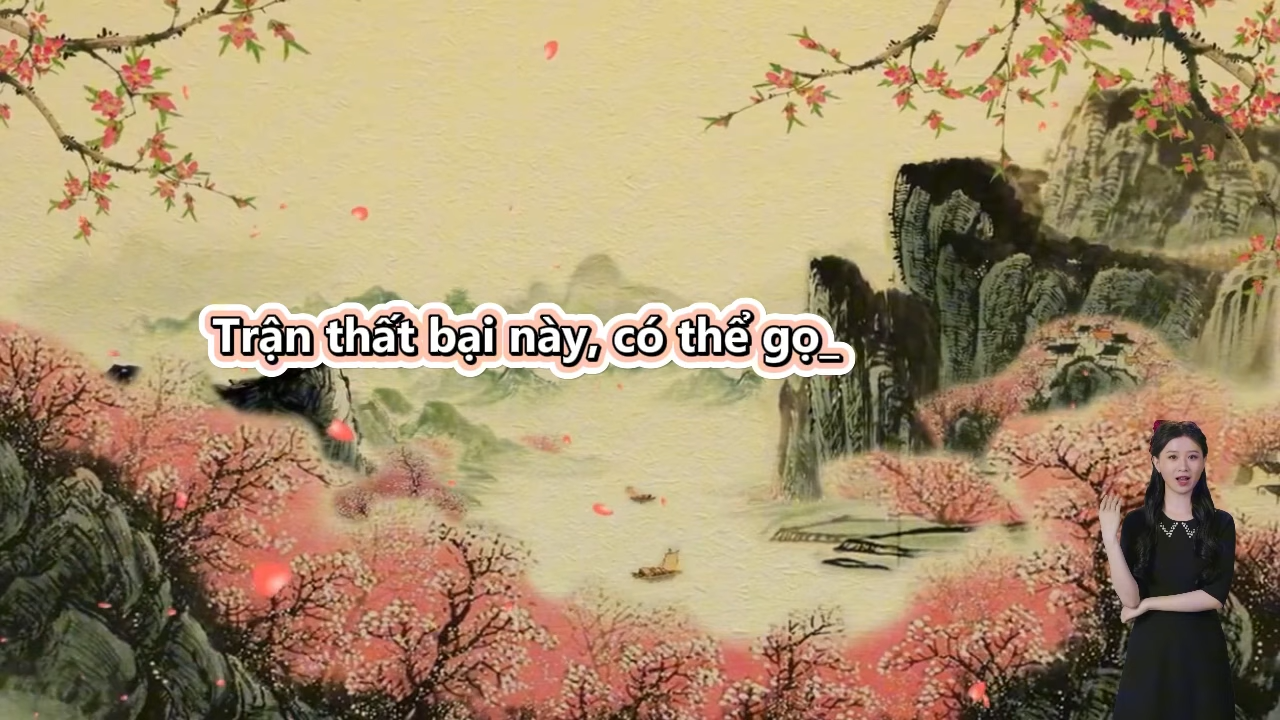 Trận thất bại này, có thể gọ_